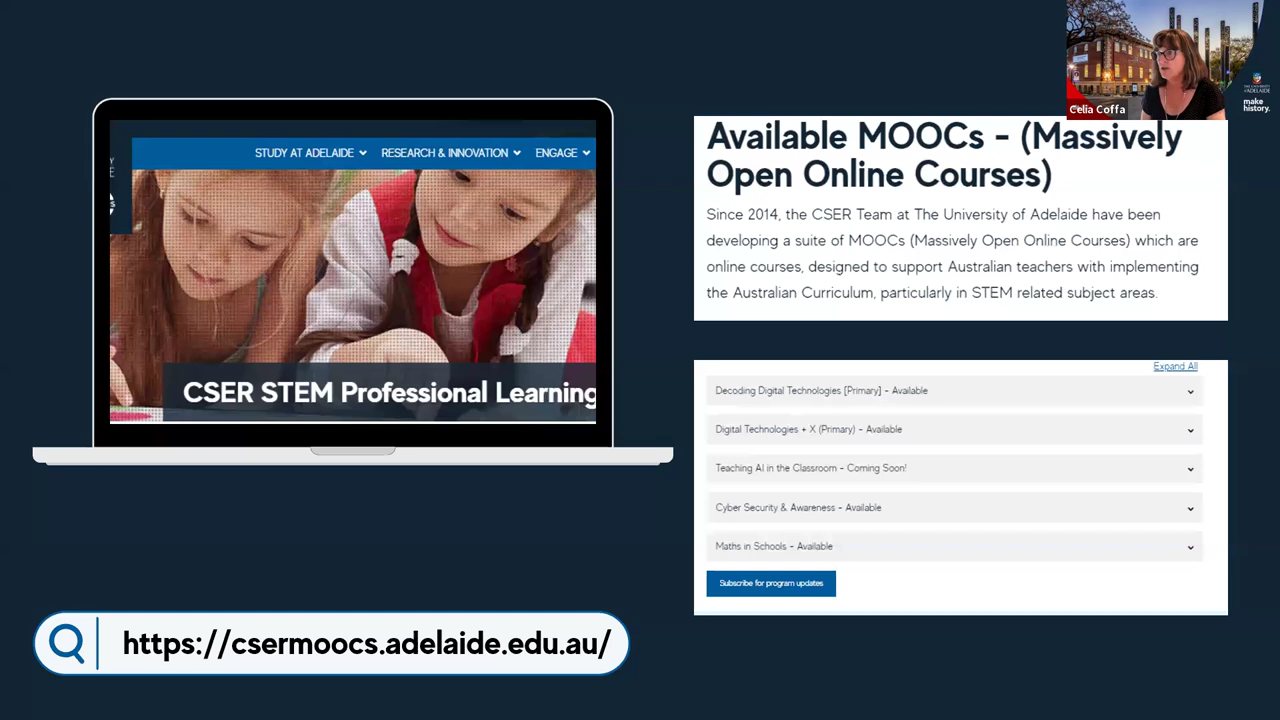 Celia Coffa
THE UNIVERSITY
of ADELAIDE
make
history.
STUDY AT ADELAIDE
RESEARCH & INNOVATION
ENGAGE
CSER STEM Professional Learning
Available MOOCs - (Massively
Open Online Courses)
Since 2014, the CSER Team at The University of Adelaide have been
developing a suite of MOOCs (Massively Open Online Courses) which are
online courses, designed to support Australian teachers with implementing
the Australian Curriculum, particularly in STEM related subject areas.
Expand All
Decoding Digital Technologies [Primary] - Available
Digital Technologies + X (Primary) - Available
Teaching AI in the Classroom - Coming Soon!
Cyber Security & Awareness - Available
Maths in Schools - Available
Subscribe for program updates
https://csermoocs.adelaide.edu.au/